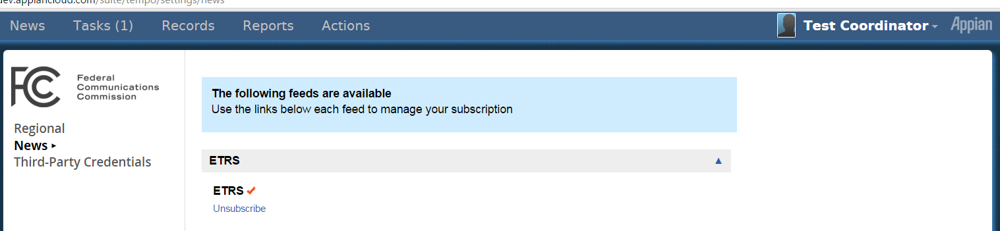 dev.appiancloud.com/suite/tempo/settings/news
News Tasks (1) Records Reports Actions Test Coordinator Appian
FCC Federal
Communications
Commission
Regional
News
Third-Party Credentials
The following feeds are available
Use the links below each feed to manage your subscription
ETRS
ETRS
Unsubscribe